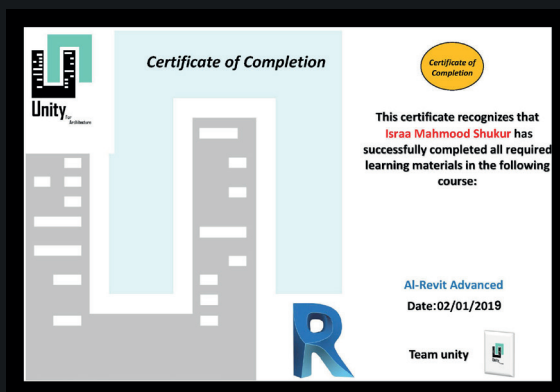 Unity
For
Architecture
Certificate of Completion
Certificate of
Completion
This certificate recognizes that
Israa Mahmood Shukur has
successfully completed all required
learning materials in the following
course:
Al-Revit Advanced
Date:02/01/2019
Team unity